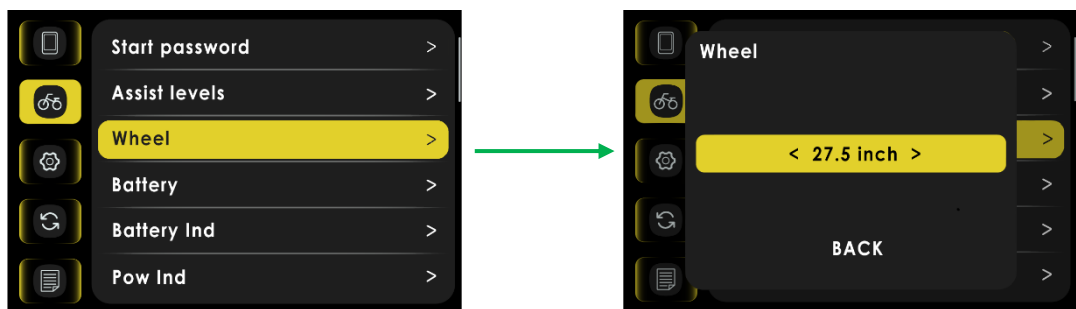 Start password >
Assist levels >
Wheel >
Battery >
Battery Ind >
Pow Ind >
Wheel
< 27.5 inch >
BACK
>
>
>
>
>
>